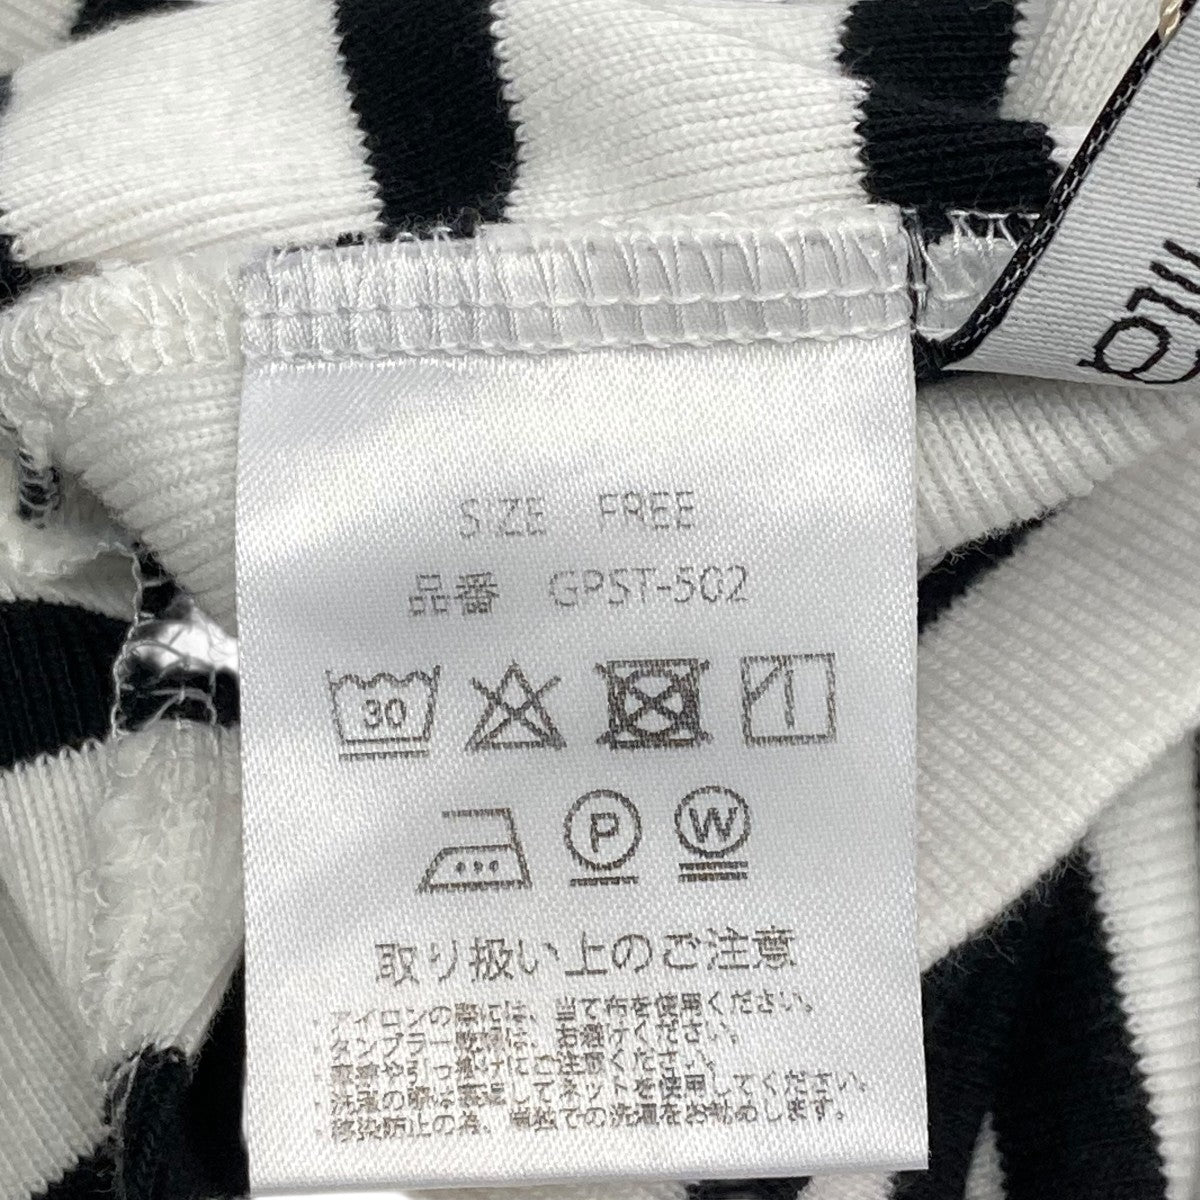 SIZE FREE
品番 GPST-502
30
P
W
取り扱い上のご注意
・アイロンの際には、当て布を使用ください。
・タンブラー乾燥は、お避けください。
・摩擦や引っ掛けにご注意ください。
・洗濯の際は裏返してネットを使用してください。
・移染防止の為、単独での洗濯をお勧めします。